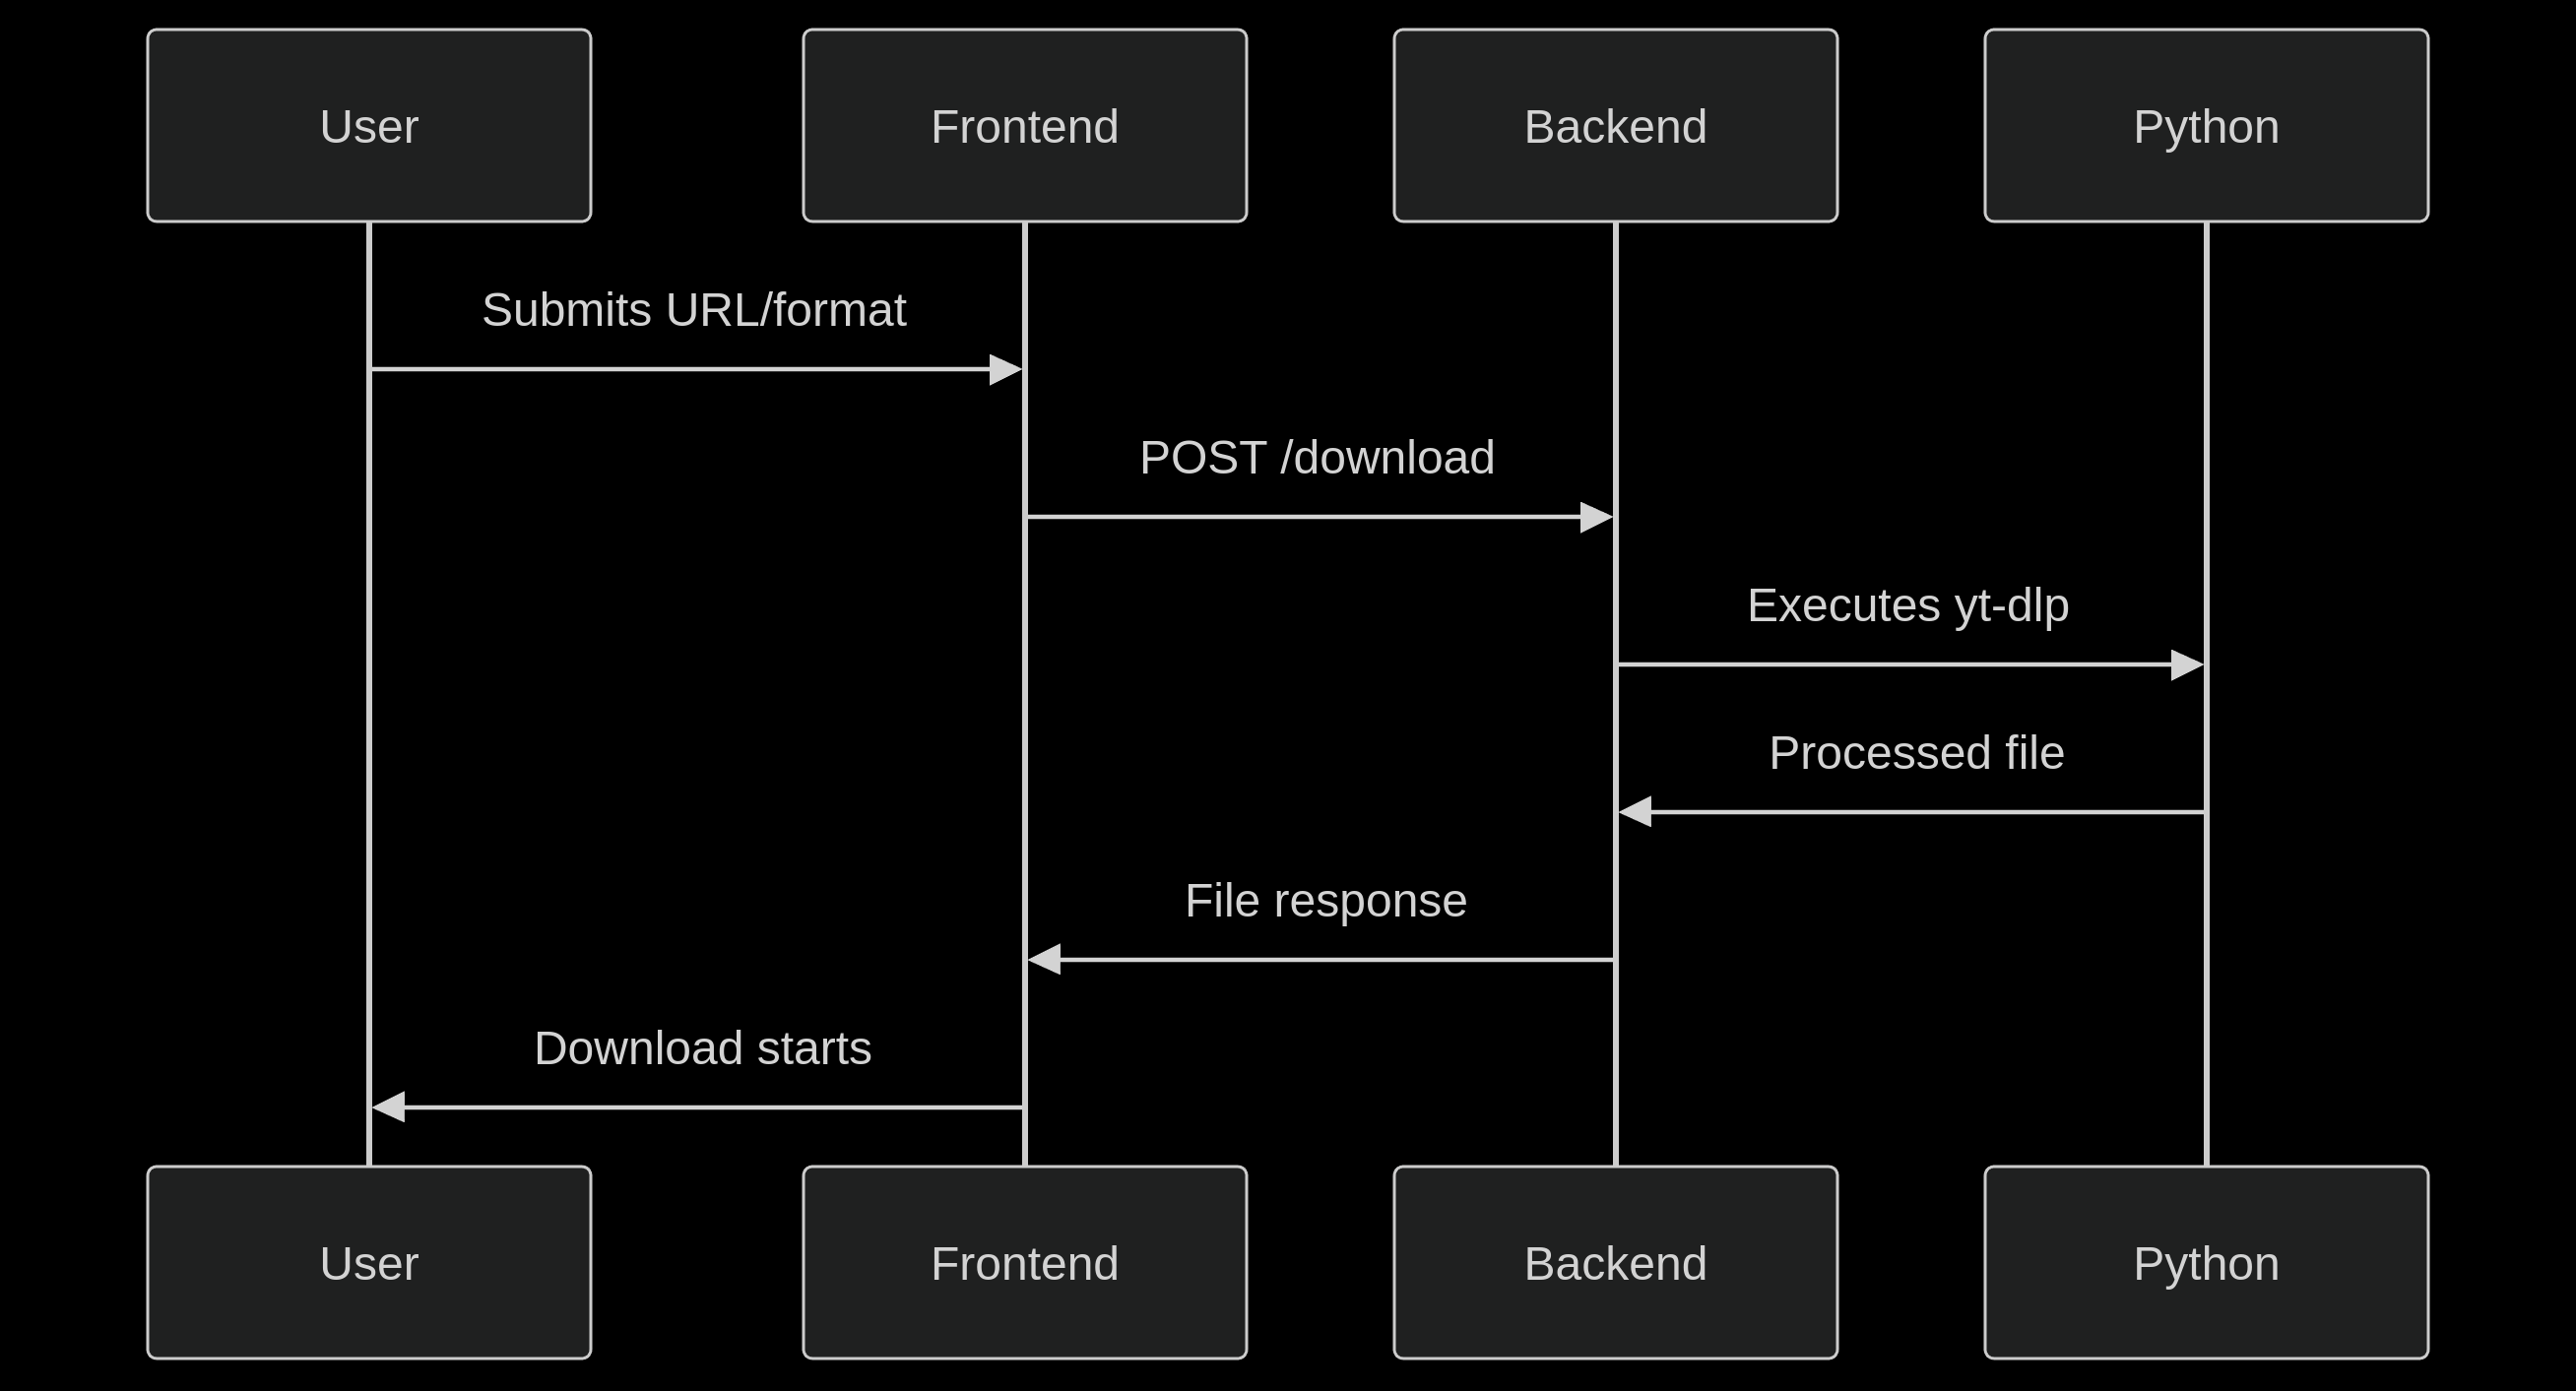 User
Frontend
Backend
Python
Submits URL/format
POST /download
Executes yt-dlp
Processed file
File response
Download starts
User
Frontend
Backend
Python